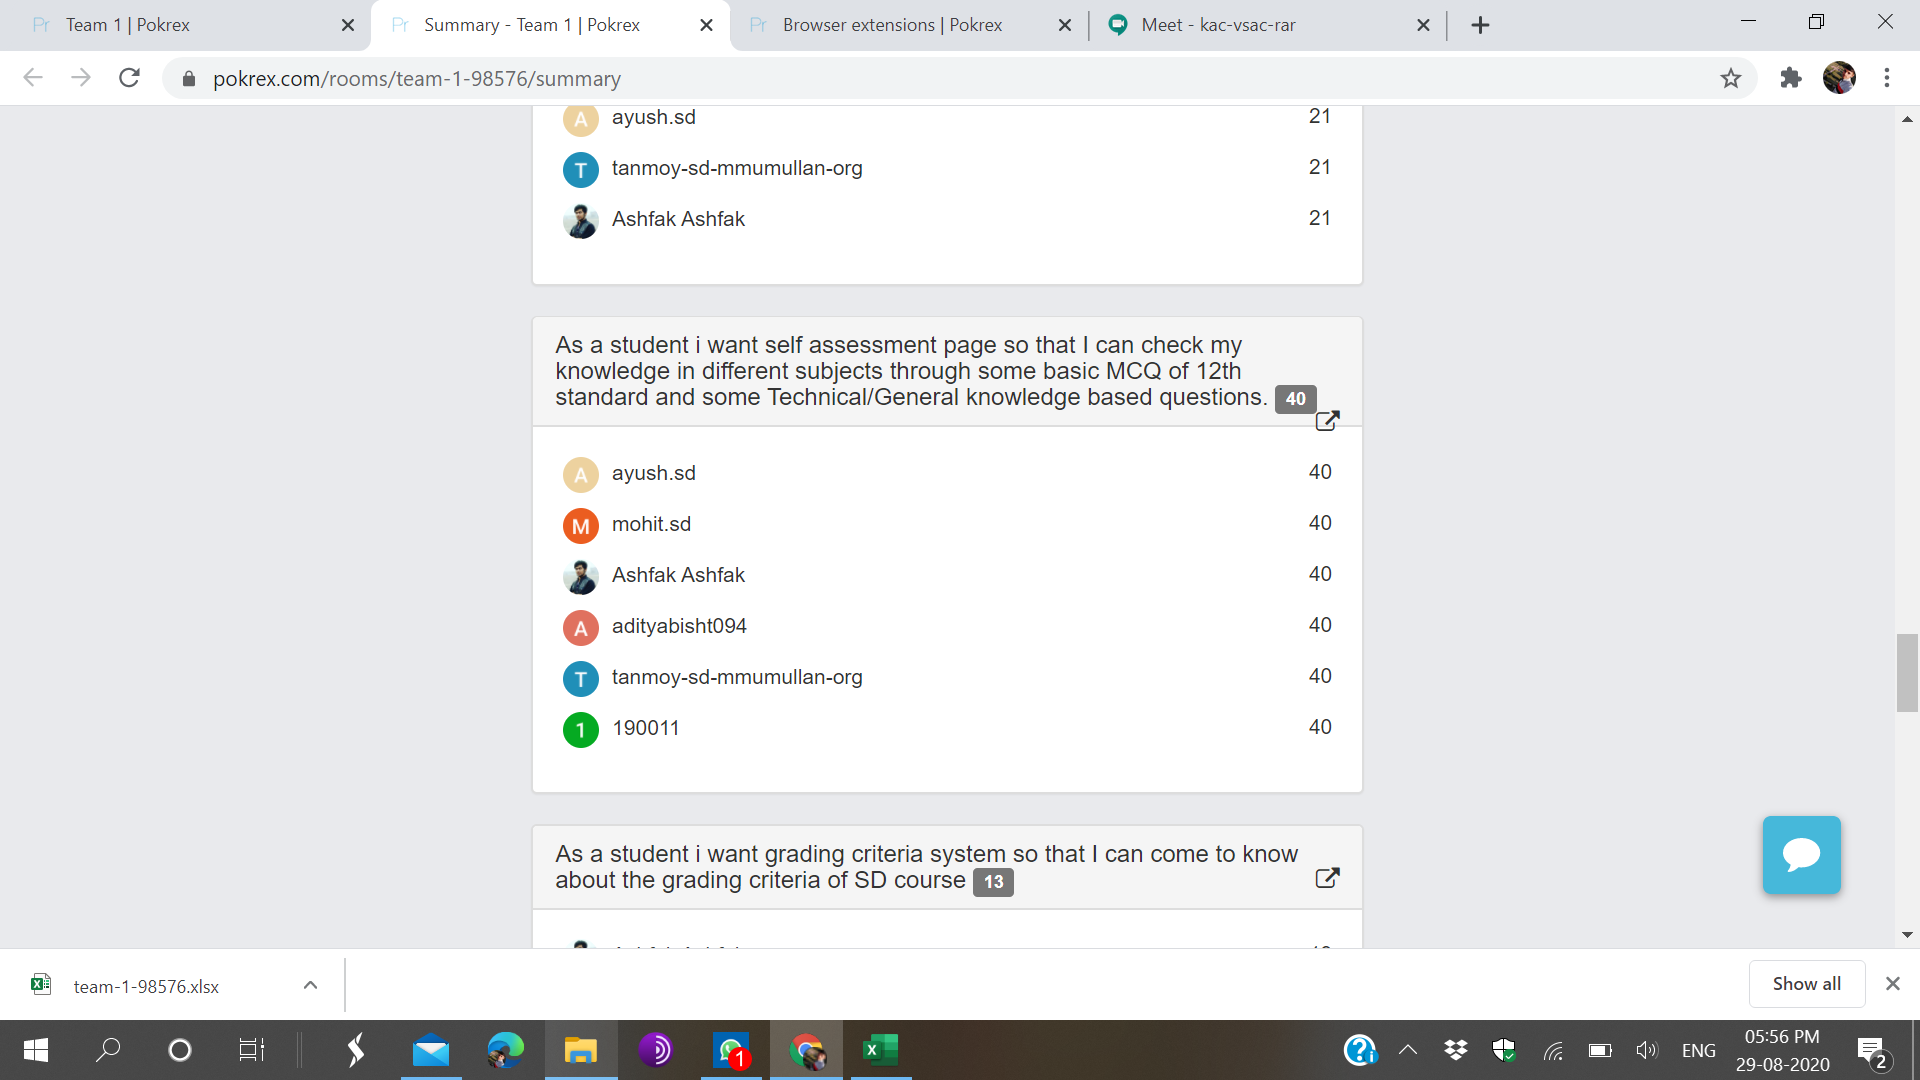 Pr Team 1 | Pokrex
Pr Summary - Team 1 | Pokrex
Pr Browser extensions | Pokrex
Meet - kac-vsac-rar
pokrex.com/rooms/team-1-98576/summary
A ayush.sd 21
T tanmoy-sd-mmumullan-org 21
Ashfak Ashfak 21
As a student i want self assessment page so that I can check my
knowledge in different subjects through some basic MCQ of 12th
standard and some Technical/General knowledge based questions. 40
A ayush.sd 40
M mohit.sd 40
Ashfak Ashfak 40
A adityabisht094 40
T tanmoy-sd-mmumullan-org 40
1 190011 40
As a student i want grading criteria system so that I can come to know
about the grading criteria of SD course 13
team-1-98576.xlsx
Show all
1
ENG
05:56 PM
29-08-2020
2